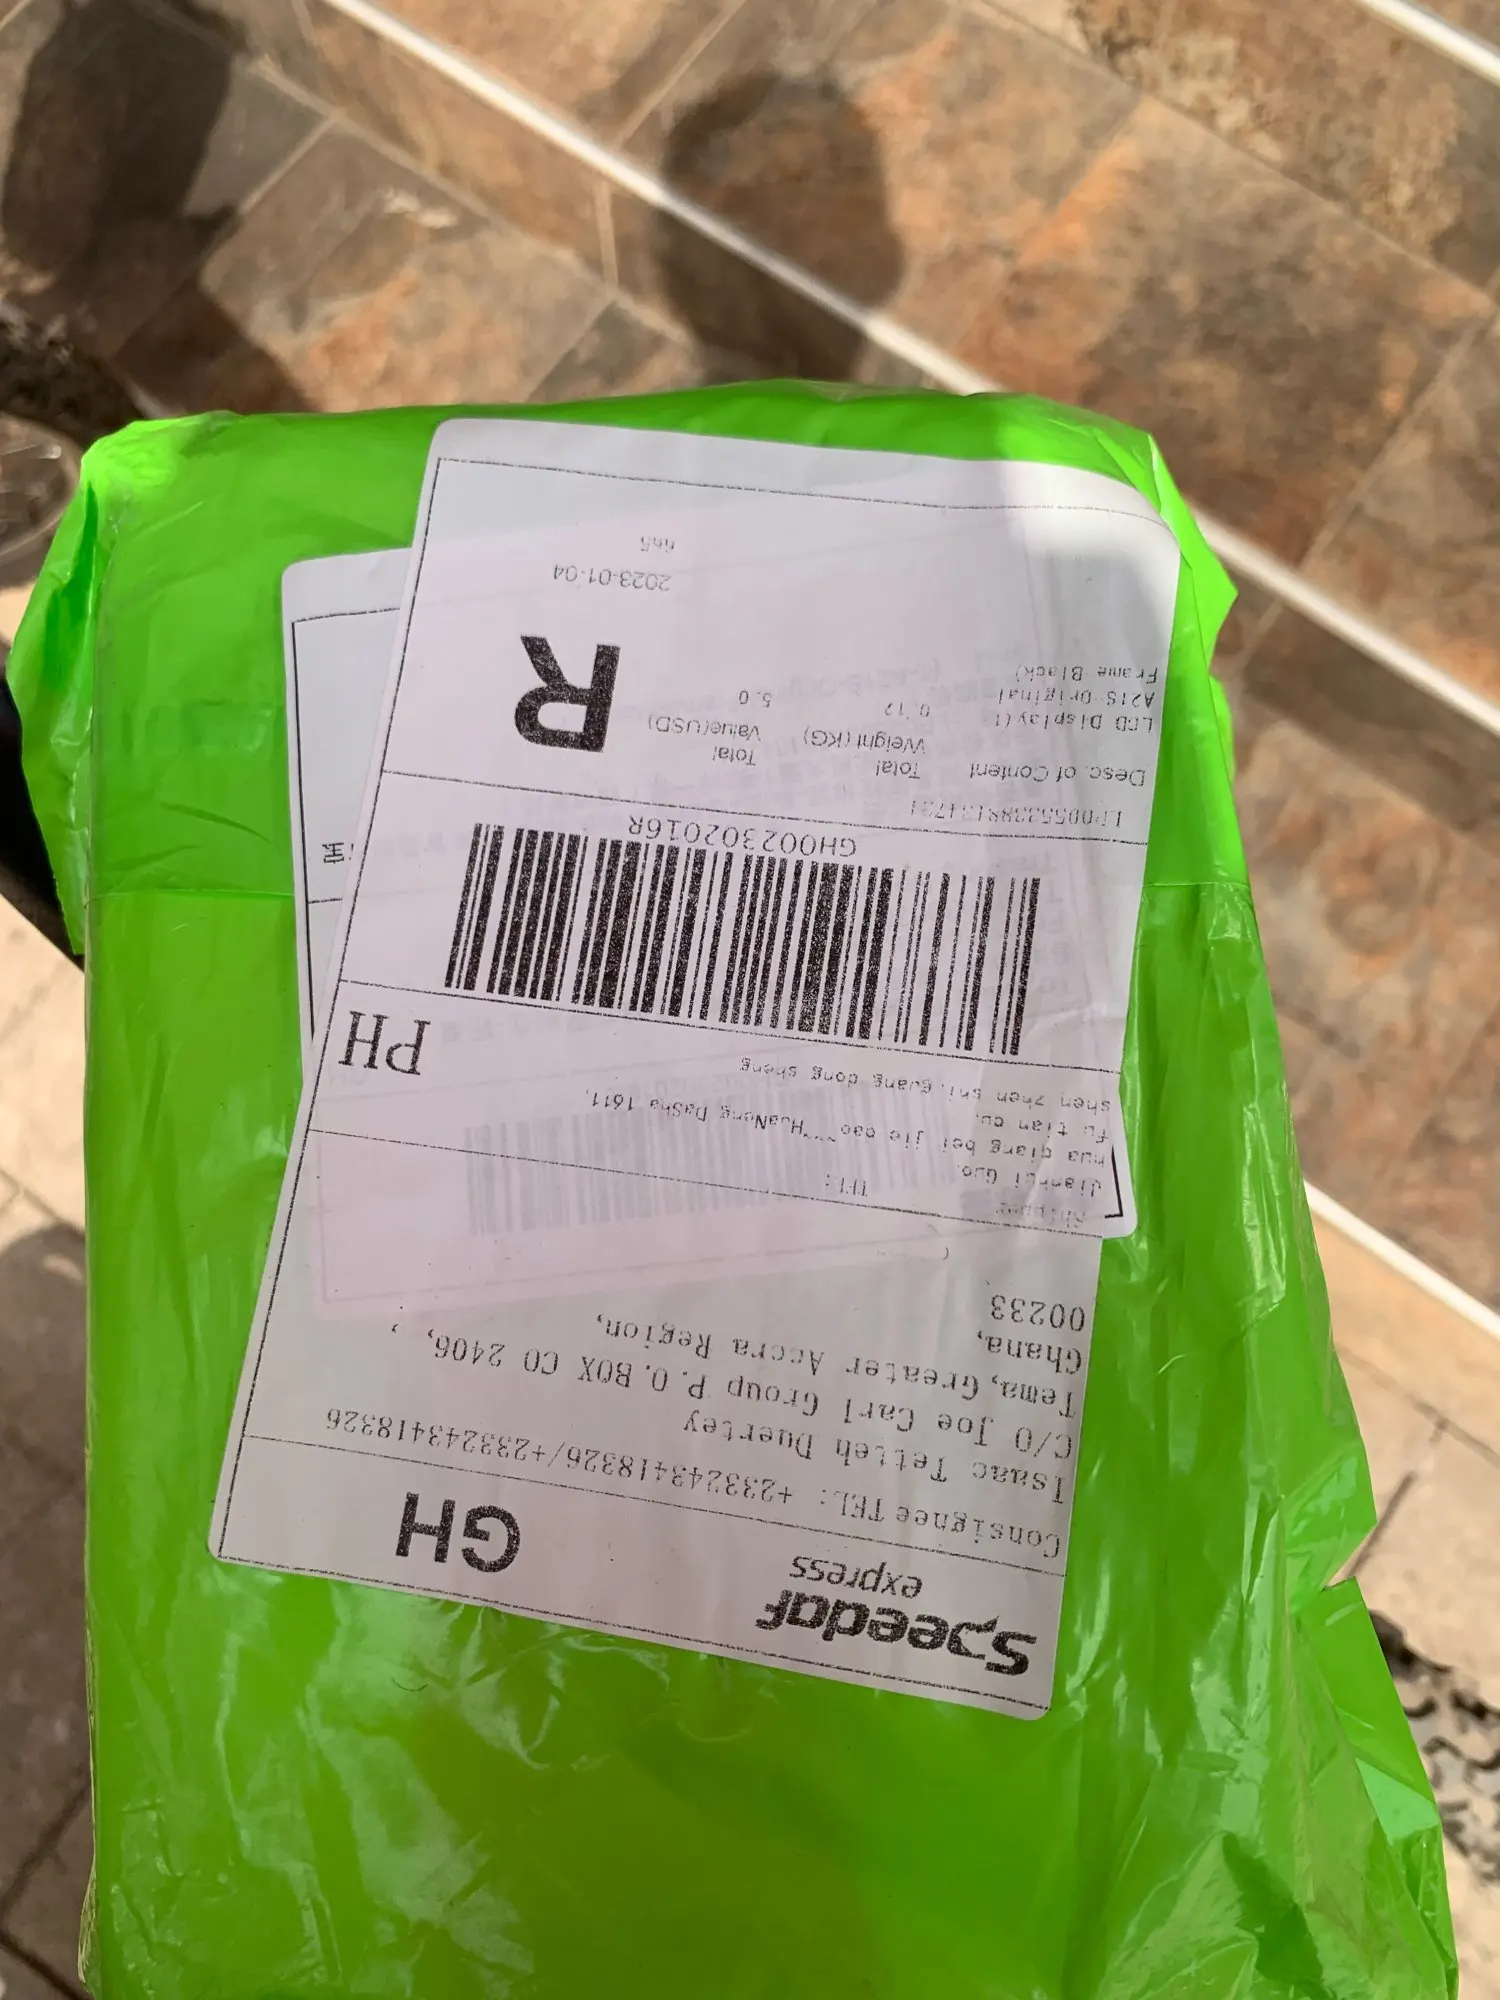 Speedaf
express
GH
Consignee TEL: +233243418326/+233243418326
Isaac Tetteh Duertey
C/O Joe Carl Group P.O.BOX CO 2406, ,
Tema, Greater Accra Region,
Ghana,
00233
Shipper
Jianhui Guo, TEL:
hua qiang bei jie dao HuaNeng DaSha 1611,
fu tian qu,
shen zhen shi, guang dong sheng
PH
GH002302016R
Desc. of Content Total Weight(KG) Total Value(USD)
LCD Display(1 A21S Original Frame Black) 0.12 5.0
R
2023-01-04